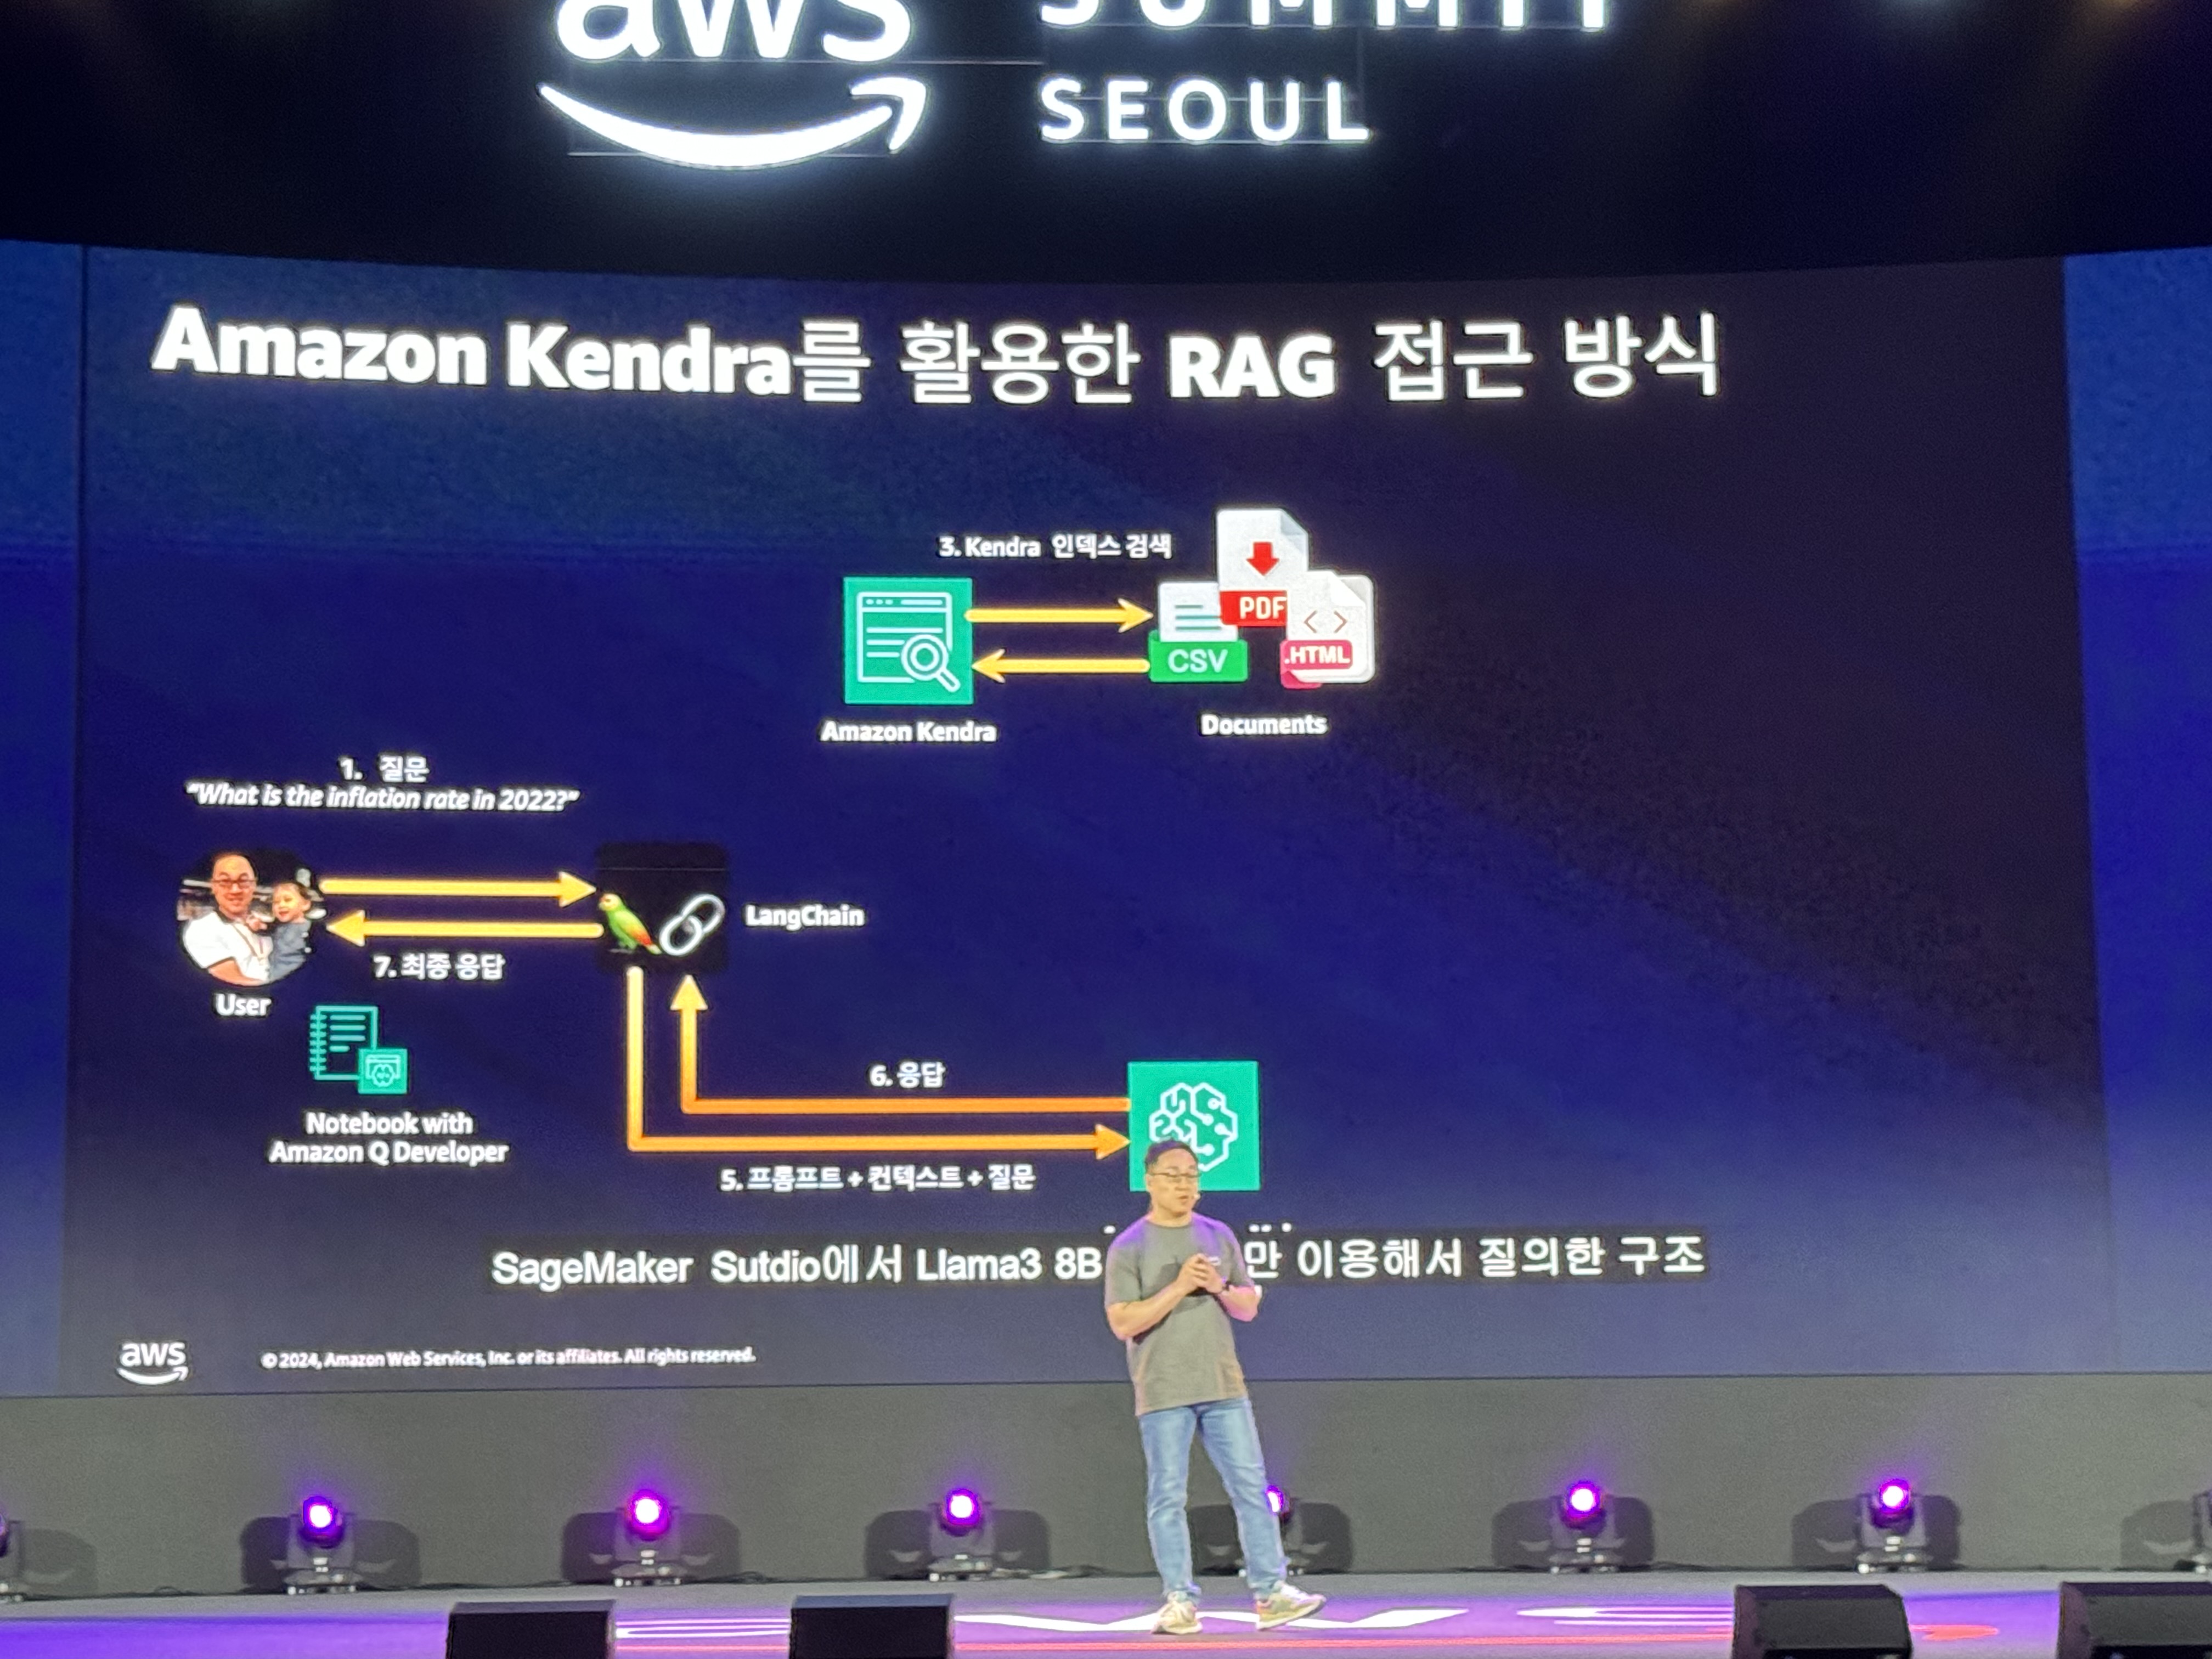 aws SUMMIT
SEOUL
Amazon Kendra를 활용한 RAG 접근 방식
3. Kendra 인덱스 검색
PDF
CSV
.HTML
Amazon Kendra
Documents
1. 질문
"What is the inflation rate in 2022?"
LangChain
7. 최종 응답
User
6. 응답
Notebook with
Amazon Q Developer
5. 프롬프트 + 컨텍스트 + 질문
SageMaker Sutdio에서 Llama3 8B 만 이용해서 질의한 구조
aws
© 2024, Amazon Web Services, Inc. or its affiliates. All rights reserved.